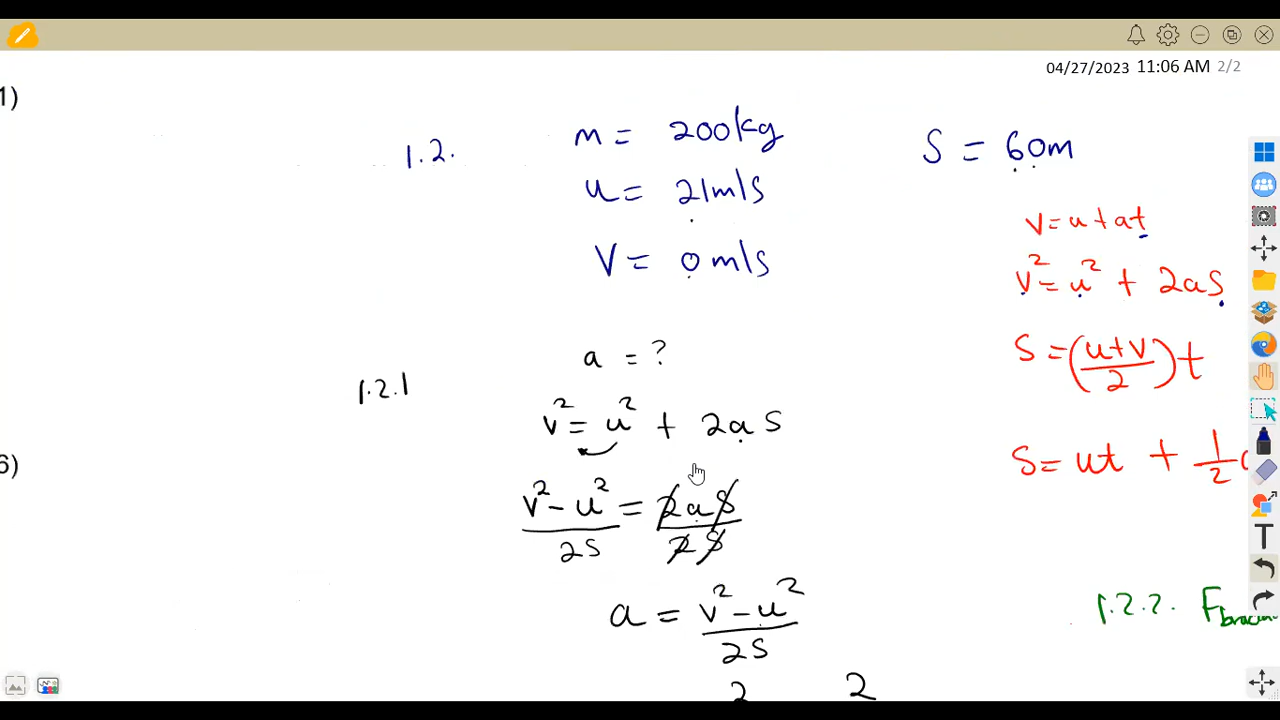 04/27/2023 11:06 AM 2/2
1)
1.2.
m = 200kg
u = 21m/s
V = 0m/s
S = 60m
v = u + at
v² = u² + 2as
S = (u+v/2)t
S = ut + 1/2
1.2.1
a = ?
v² = u² + 2as
v² - u²/2s = 2as/2s
a = v² - u²/2s
2 2
6)
1.2.2. F